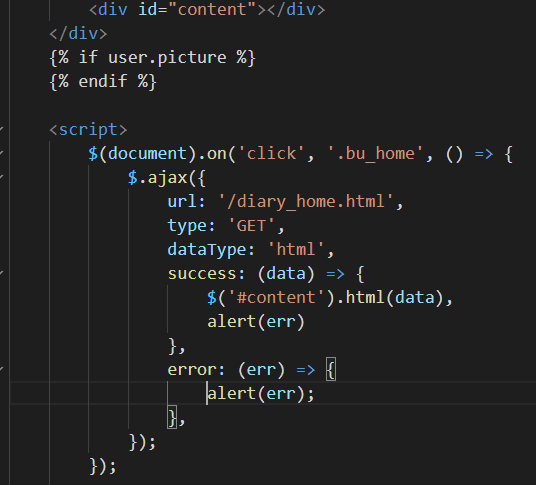 <div id="content"></div>
</div>
{% if user.picture %}
{% endif %}
<script>
$(document).on('click', '.bu_home', () => {
$.ajax({
url: '/diary_home.html',
type: 'GET',
dataType: 'html',
success: (data) => {
$('#content').html(data),
alert(err)
},
error: (err) => {
alert(err);
},
});
});